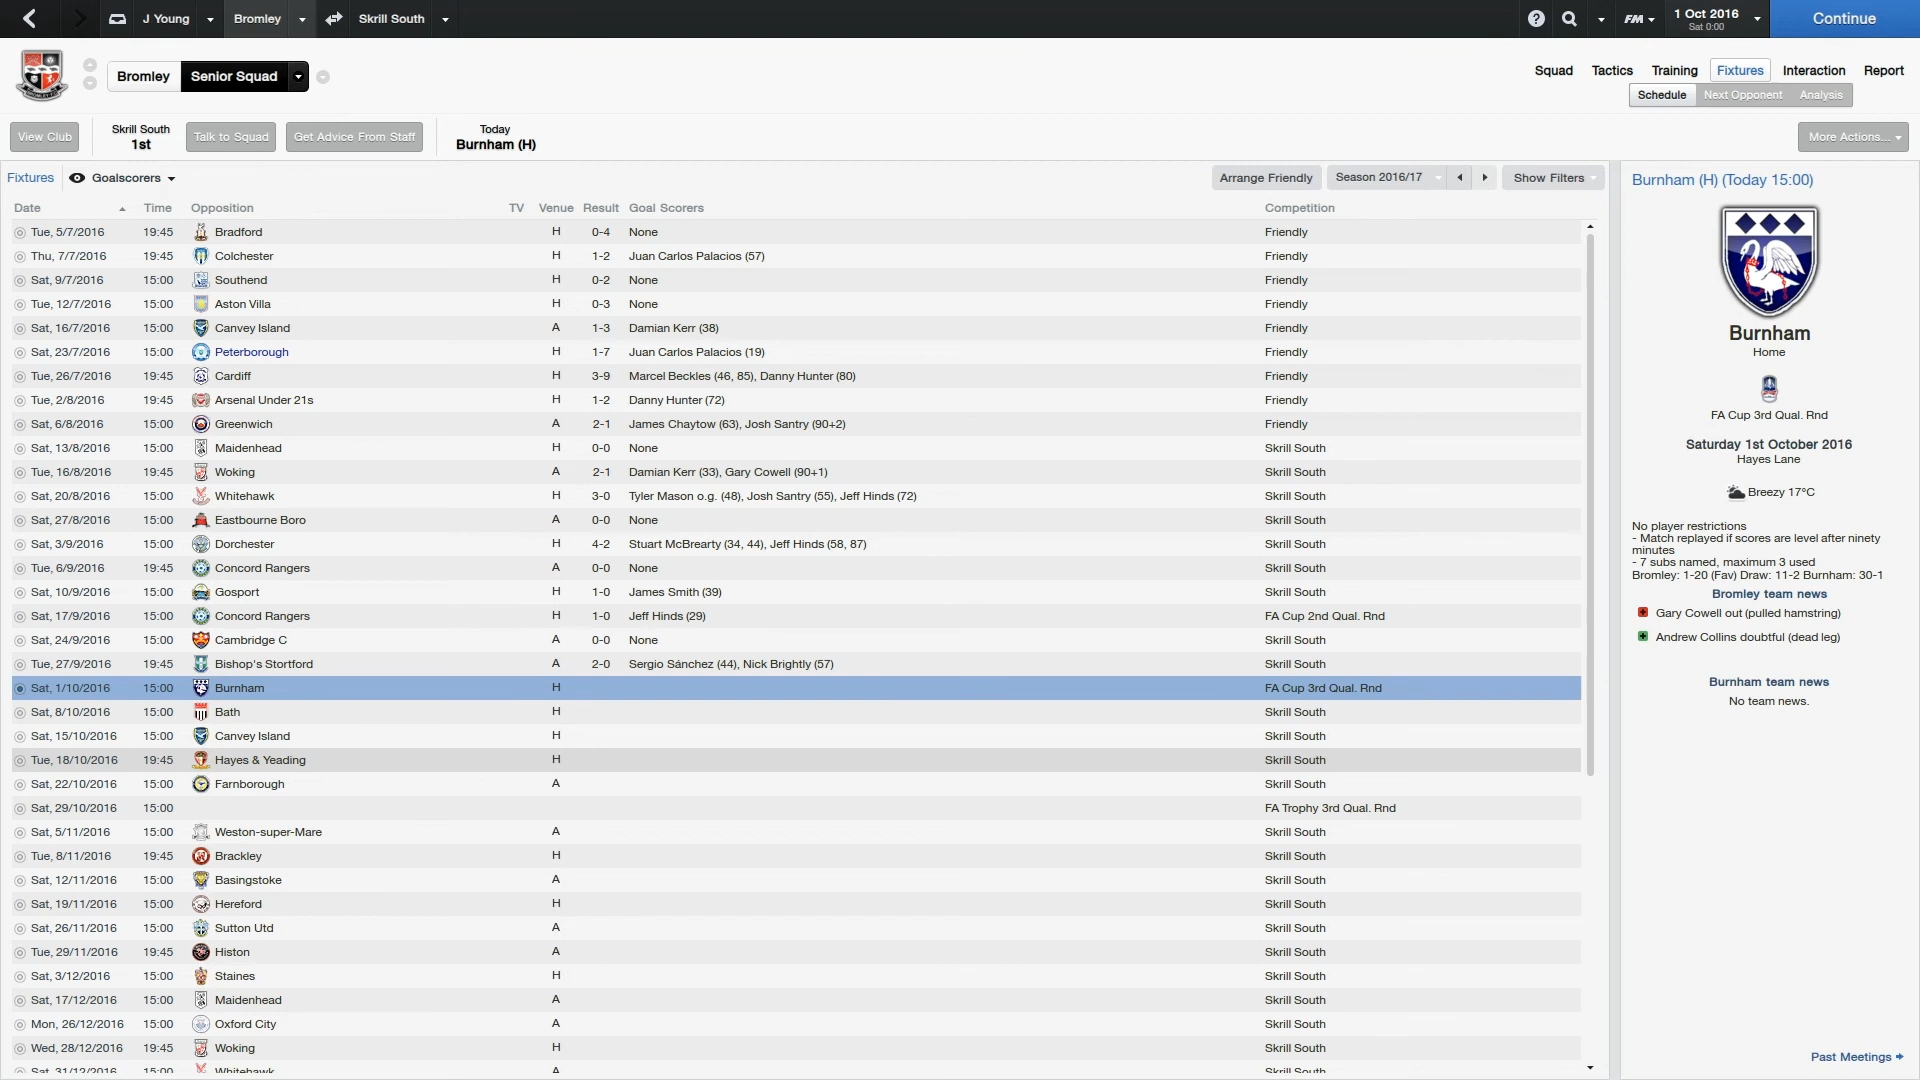 J Young
Bromley
Skrill South
FM
1 Oct 2016
Sat 0:00
Continue
Bromley
Senior Squad
Squad
Tactics
Training
Fixtures
Interaction
Report
Schedule
Next Opponent
Analysis
View Club
Skrill South
1st
Talk to Squad
Get Advice From Staff
Today
Burnham (H)
More Actions...
Fixtures
Goalscorers
Arrange Friendly
Season 2016/17
Show Filters
Date Time Opposition TV Venue Result Goal Scorers Competition
Tue, 5/7/2016 19:45 Bradford H 0-4 None Friendly
Thu, 7/7/2016 19:45 Colchester H 1-2 Juan Carlos Palacios (57) Friendly
Sat, 9/7/2016 15:00 Southend H 0-2 None Friendly
Tue, 12/7/2016 15:00 Aston Villa H 0-3 None Friendly
Sat, 16/7/2016 15:00 Canvey Island A 1-3 Damian Kerr (38) Friendly
Sat, 23/7/2016 15:00 Peterborough H 1-7 Juan Carlos Palacios (19) Friendly
Tue, 26/7/2016 19:45 Cardiff H 3-9 Marcel Beckles (46, 85), Danny Hunter (80) Friendly
Tue, 2/8/2016 19:45 Arsenal Under 21s H 1-2 Danny Hunter (72) Friendly
Sat, 6/8/2016 15:00 Greenwich A 2-1 James Chaytow (63), Josh Santry (90+2) Friendly
Sat, 13/8/2016 15:00 Maidenhead H 0-0 None Skrill South
Tue, 16/8/2016 19:45 Woking A 2-1 Damian Kerr (33), Gary Cowell (90+1) Skrill South
Sat, 20/8/2016 15:00 Whitehawk H 3-0 Tyler Mason o.g. (48), Josh Santry (55), Jeff Hinds (72) Skrill South
Sat, 27/8/2016 15:00 Eastbourne Boro A 0-0 None Skrill South
Sat, 3/9/2016 15:00 Dorchester H 4-2 Stuart McBrearty (34, 44), Jeff Hinds (58, 87) Skrill South
Tue, 6/9/2016 19:45 Concord Rangers A 0-0 None Skrill South
Sat, 10/9/2016 15:00 Gosport H 1-0 James Smith (39) Skrill South
Sat, 17/9/2016 15:00 Concord Rangers H 1-0 Jeff Hinds (29) FA Cup 2nd Qual. Rnd
Sat, 24/9/2016 15:00 Cambridge C A 0-0 None Skrill South
Tue, 27/9/2016 19:45 Bishop's Stortford A 2-0 Sergio Sánchez (44), Nick Brightly (57) Skrill South
Sat, 1/10/2016 15:00 Burnham H FA Cup 3rd Qual. Rnd
Sat, 8/10/2016 15:00 Bath H Skrill South
Sat, 15/10/2016 15:00 Canvey Island H Skrill South
Tue, 18/10/2016 19:45 Hayes & Yeading H Skrill South
Sat, 22/10/2016 15:00 Farnborough A Skrill South
Sat, 29/10/2016 15:00 FA Trophy 3rd Qual. Rnd
Sat, 5/11/2016 15:00 Weston-super-Mare A Skrill South
Tue, 8/11/2016 19:45 Brackley H Skrill South
Sat, 12/11/2016 15:00 Basingstoke A Skrill South
Sat, 19/11/2016 15:00 Hereford H Skrill South
Sat, 26/11/2016 15:00 Sutton Utd A Skrill South
Tue, 29/11/2016 19:45 Histon A Skrill South
Sat, 3/12/2016 15:00 Staines H Skrill South
Sat, 17/12/2016 15:00 Maidenhead A Skrill South
Mon, 26/12/2016 15:00 Oxford City A Skrill South
Wed, 28/12/2016 19:45 Woking H Skrill South
Sat, 31/12/2016 15:00 Whitehawk A Skrill South
Burnham (H) (Today 15:00)
Burnham
Home
FA Cup 3rd Qual. Rnd
Saturday 1st October 2016
Hayes Lane
Breezy 17°C
No player restrictions
- Match replayed if scores are level after ninety
minutes
- 7 subs named, maximum 3 used
Bromley: 1-20 (Fav) Draw: 11-2 Burnham: 30-1
Bromley team news
Gary Cowell out (pulled hamstring)
Andrew Collins doubtful (dead leg)
Burnham team news
No team news.
Past Meetings